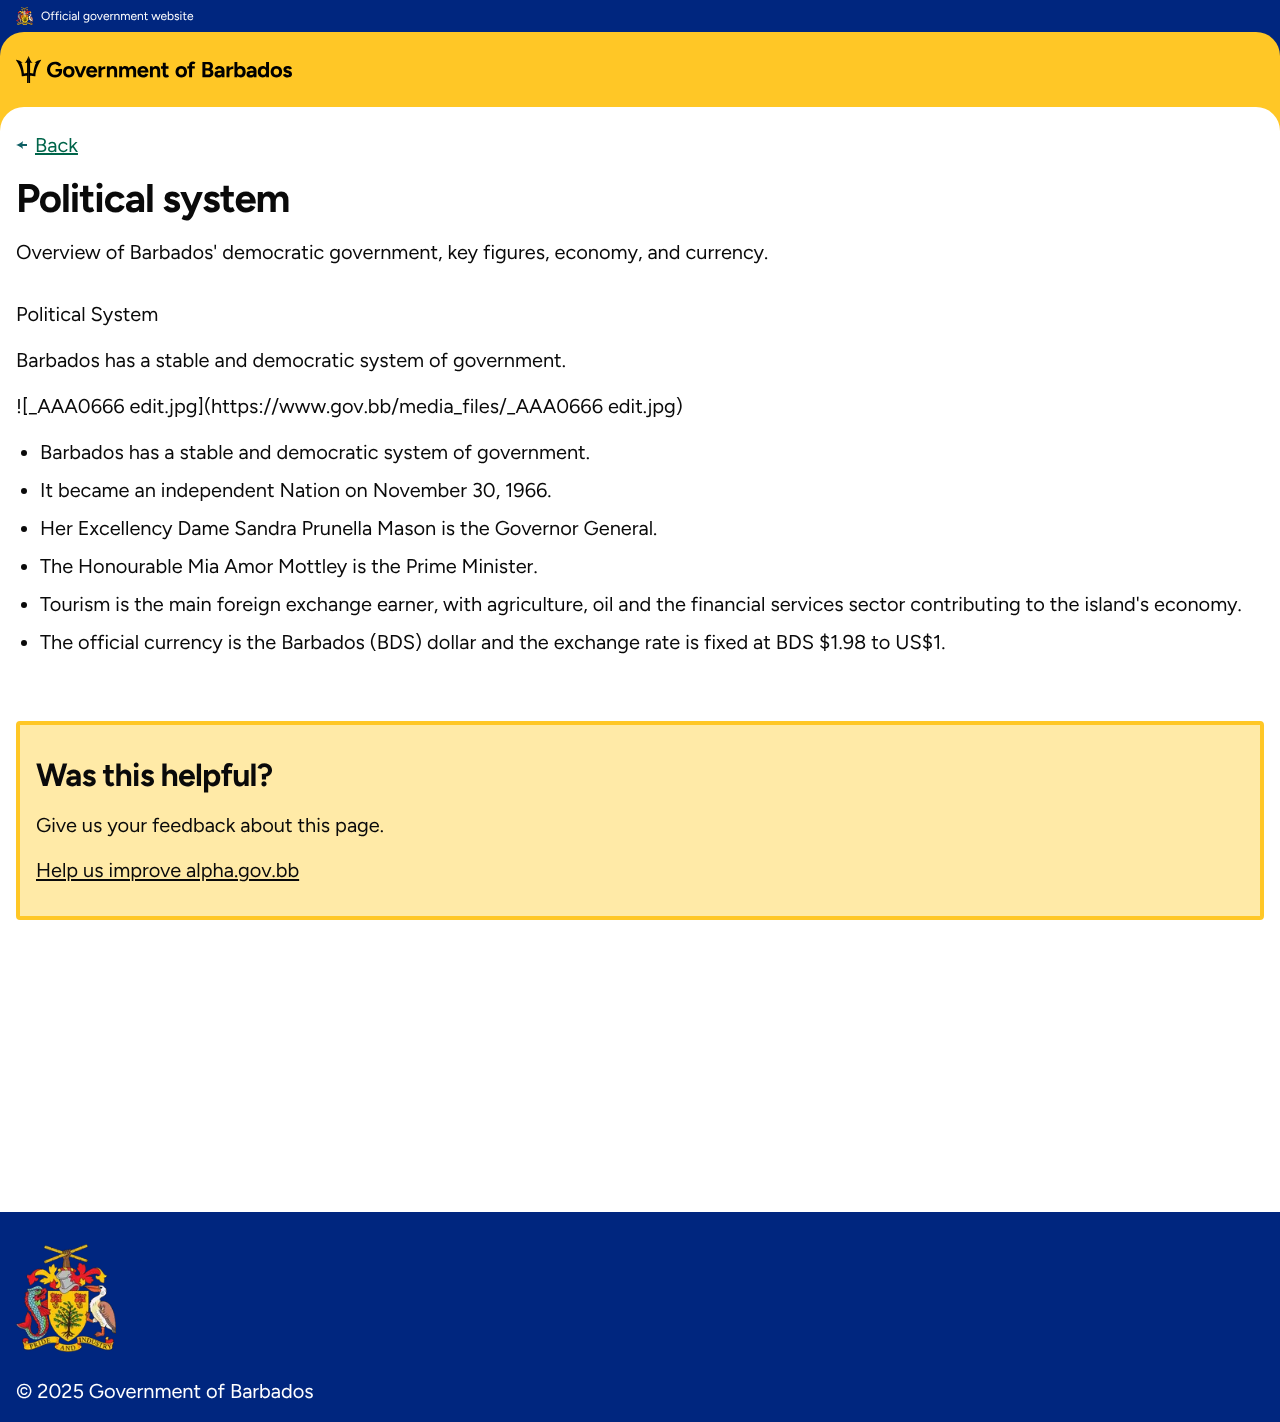 Official government website
Government of Barbados
Back
Political system
Overview of Barbados' democratic government, key figures, economy, and currency.
Political System
Barbados has a stable and democratic system of government.
![_AAA0666 edit.jpg](https://www.gov.bb/media_files/_AAA0666 edit.jpg)
• Barbados has a stable and democratic system of government.
• It became an independent Nation on November 30, 1966.
• Her Excellency Dame Sandra Prunella Mason is the Governor General.
• The Honourable Mia Amor Mottley is the Prime Minister.
• Tourism is the main foreign exchange earner, with agriculture, oil and the financial services sector contributing to the island's economy.
• The official currency is the Barbados (BDS) dollar and the exchange rate is fixed at BDS $1.98 to US$1.
Was this helpful?
Give us your feedback about this page.
Help us improve alpha.gov.bb
PRIDE AND INDUSTRY
© 2025 Government of Barbados